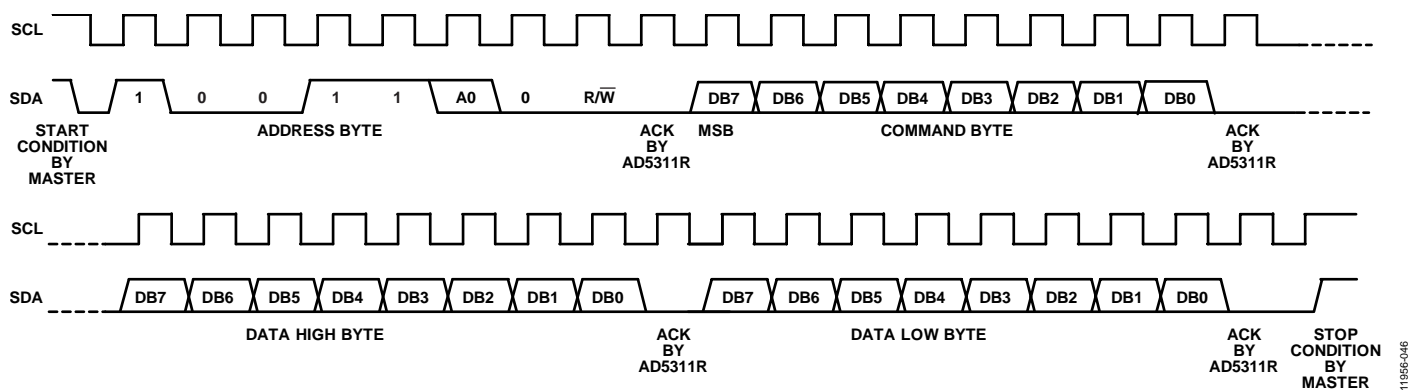 SCL
SDA 1 0 0 1 1 A0 0 R/W̅ DB7 DB6 DB5 DB4 DB3 DB2 DB1 DB0
START CONDITION BY MASTER
ADDRESS BYTE
ACK BY AD5311R
MSB
COMMAND BYTE
ACK BY AD5311R
SCL
SDA DB7 DB6 DB5 DB4 DB3 DB2 DB1 DB0 DB7 DB6 DB5 DB4 DB3 DB2 DB1 DB0
DATA HIGH BYTE
ACK BY AD5311R
DATA LOW BYTE
ACK BY AD5311R
STOP CONDITION BY MASTER
11956-046